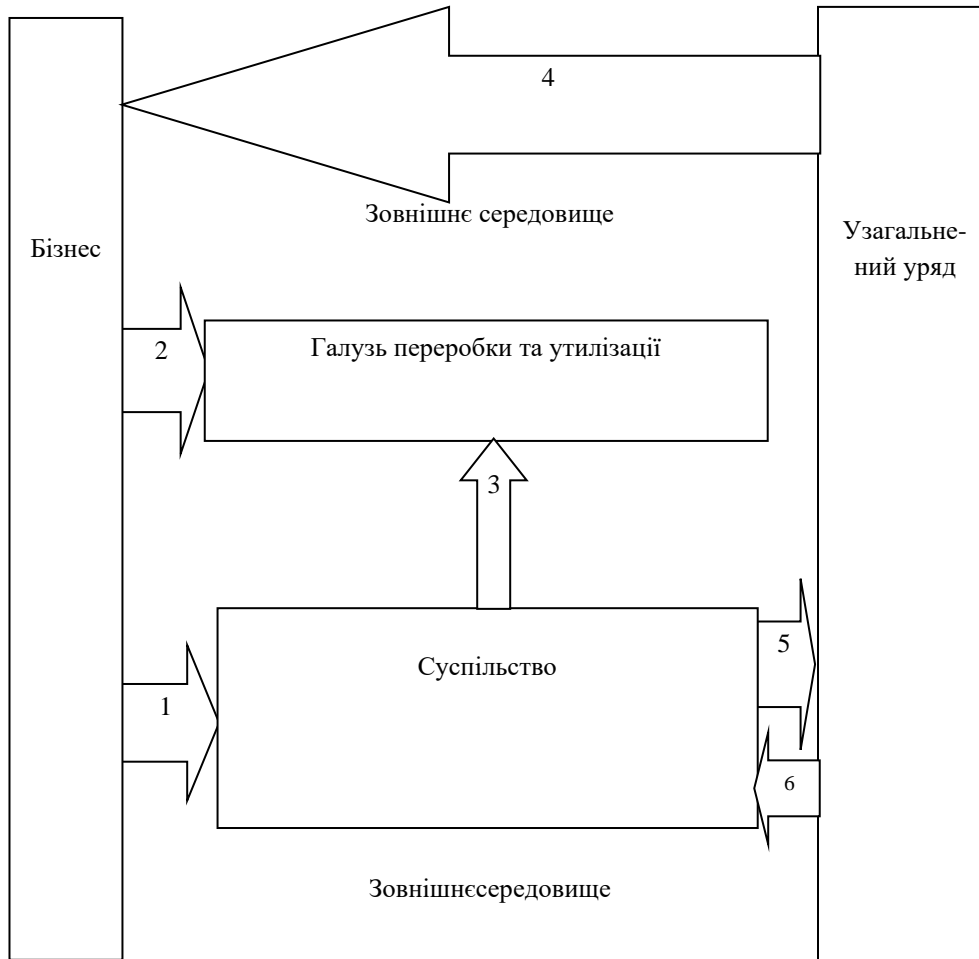 4
Зовнішнє середовище
Бізнес
Узагальне-
ний уряд
2
Галузь переробки та утилізації
3
5
Суспільство
1
6
Зовнішнєсередовище